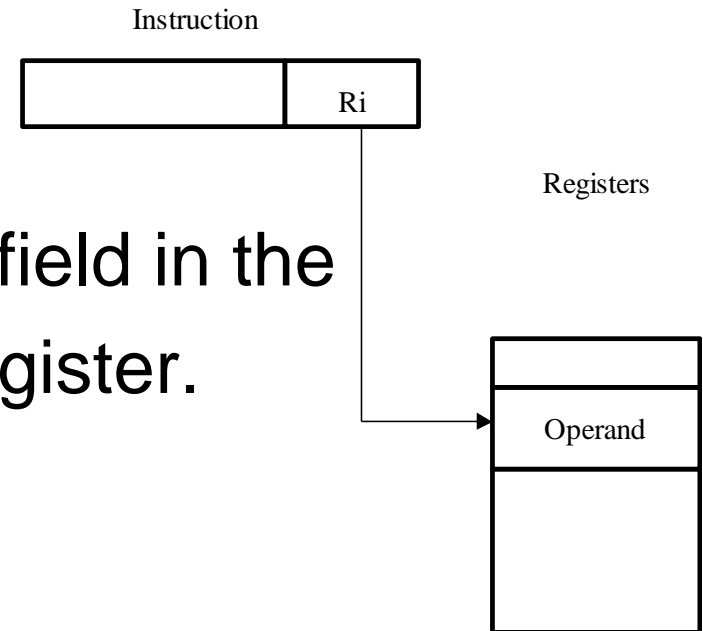 Instruction
Ri
Registers
field in the
gister.
Operand